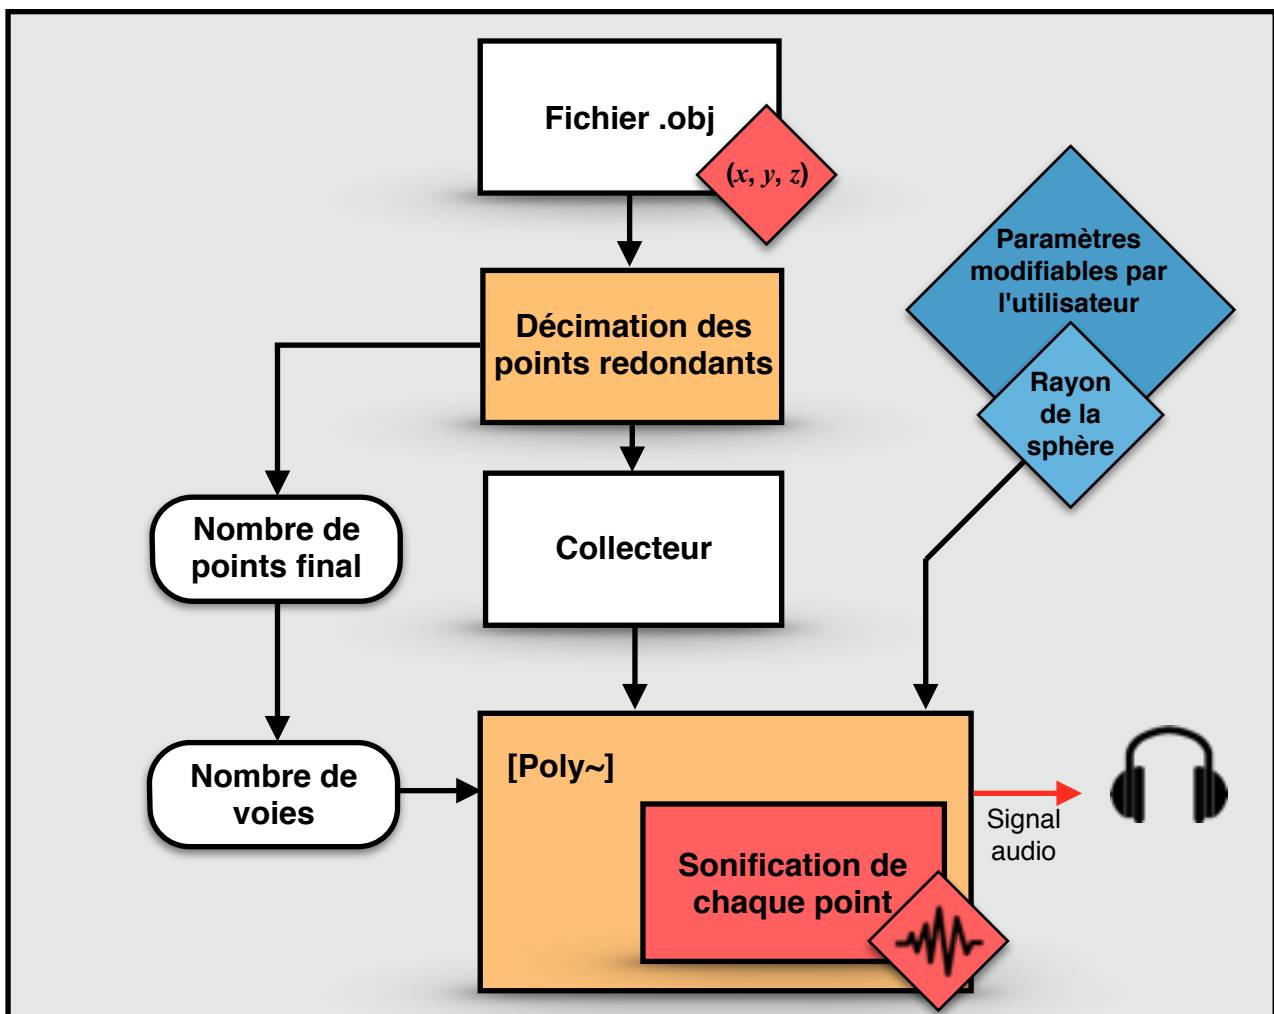 Fichier .obj
(x, y, z)
Paramètres
modifiables par
l'utilisateur
Rayon
de la
sphère
Décimation des
points redondants
Nombre de
points final
Collecteur
Nombre de
voies
[Poly~]
Sonification de
chaque point
Signal
audio